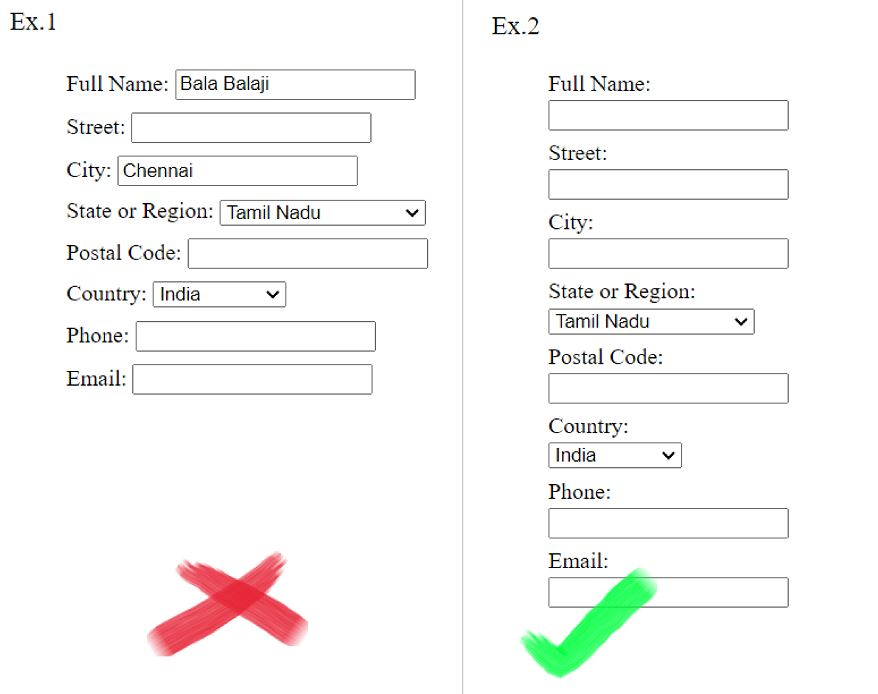 Ex.1
Full Name: Bala Balaji
Street:
City: Chennai
State or Region: Tamil Nadu
Postal Code:
Country: India
Phone:
Email:
Ex.2
Full Name:
Street:
City:
State or Region:
Tamil Nadu
Postal Code:
Country:
India
Phone:
Email: